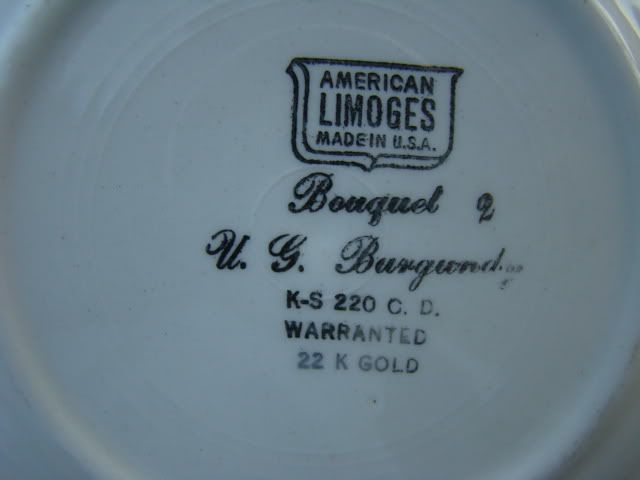 AMERICAN
LIMOGES
MADE IN U.S.A.
Bouquet
U. G. Burgundy
K-S 220 C. D.
WARRANTED
22 K GOLD